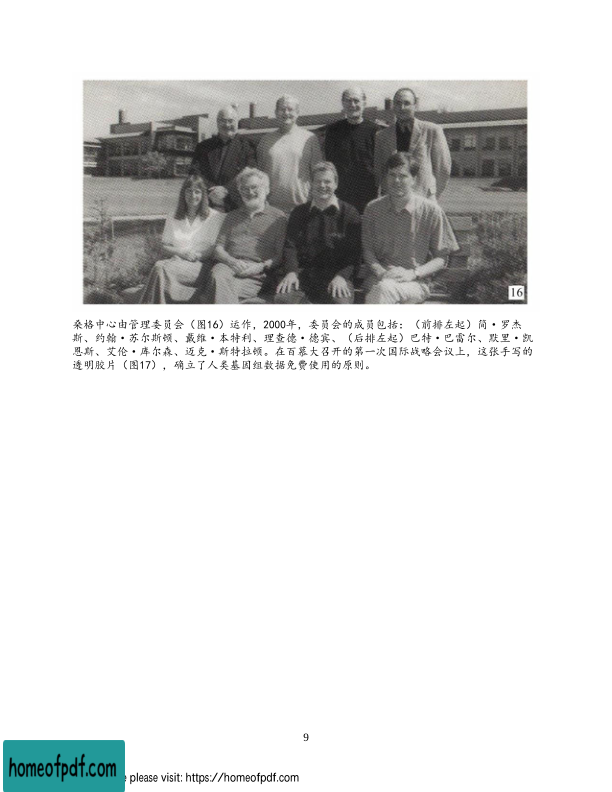 16
桑格中心由管理委员会（图16）运作，2000年，委员会的成员包括：（前排左起）简·罗杰
斯、约翰·苏尔斯顿、戴维·本特利、理查德·德宾、（后排左起）巴特·巴雷尔、默里·凯
恩斯、艾伦·库尔森、迈克·斯特拉顿。在百慕大召开的第一次国际战略会议上，这张手写的
透明胶片（图17），确立了人类基因组数据免费使用的原则。
9
homeofpdf.com
please visit: https://homeofpdf.com